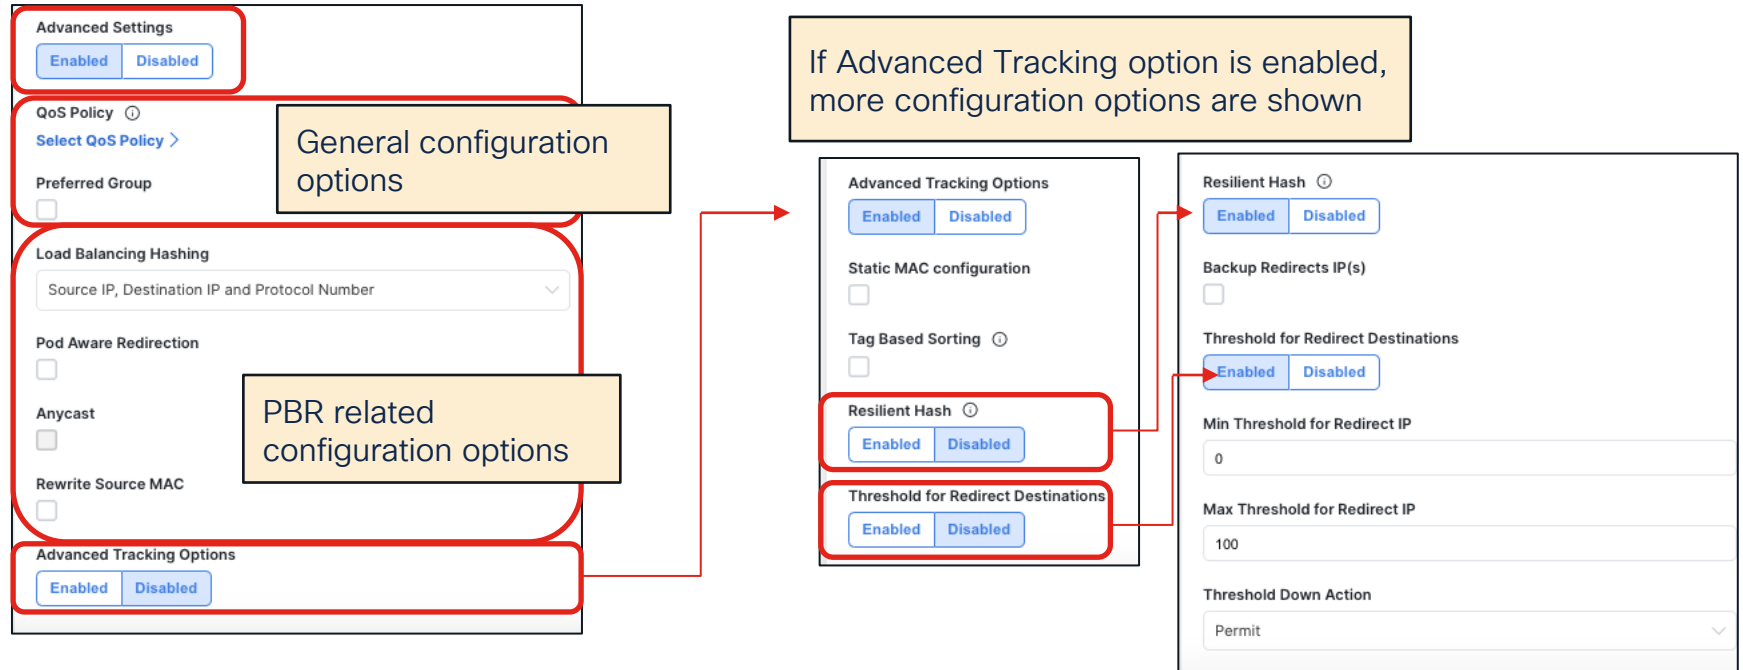 Advanced Settings
Enabled Disabled
QoS Policy
Select QoS Policy >
Preferred Group
General configuration
options
Load Balancing Hashing
Source IP, Destination IP and Protocol Number
Pod Aware Redirection
Anycast
PBR related
configuration options
Rewrite Source MAC
Advanced Tracking Options
Enabled Disabled
If Advanced Tracking option is enabled,
more configuration options are shown
Advanced Tracking Options
Enabled Disabled
Static MAC configuration
Tag Based Sorting
Resilient Hash
Enabled Disabled
Threshold for Redirect Destinations
Enabled Disabled
Resilient Hash
Enabled Disabled
Backup Redirects IP(s)
Threshold for Redirect Destinations
Enabled Disabled
Min Threshold for Redirect IP
0
Max Threshold for Redirect IP
100
Threshold Down Action
Permit